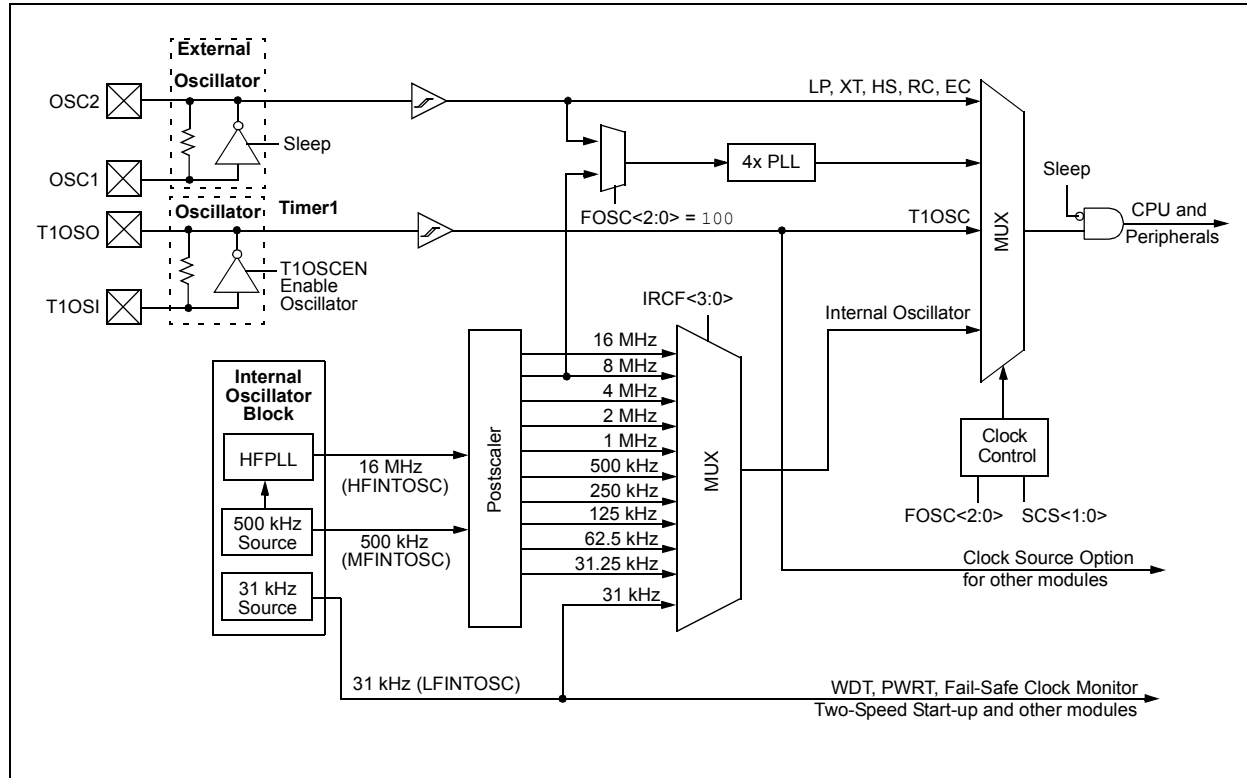 External
Oscillator
OSC2
Sleep
OSC1
LP, XT, HS, RC, EC
4x PLL
FOSC<2:0> = 100
Sleep
CPU and
Peripherals
MUX
Oscillator
Timer1
T1OSO
T1OSCEN
Enable
Oscillator
T1OSI
T1OSC
IRCF<3:0>
Internal Oscillator
Internal
Oscillator
Block
HFPLL
500 kHz
Source
31 kHz
Source
16 MHz
(HFINTOSC)
500 kHz
(MFINTOSC)
Postscaler
16 MHz
8 MHz
4 MHz
2 MHz
1 MHz
500 kHz
250 kHz
125 kHz
62.5 kHz
31.25 kHz
31 kHz
MUX
Clock
Control
FOSC<2:0>
SCS<1:0>
Clock Source Option
for other modules
31 kHz (LFINTOSC)
WDT, PWRT, Fail-Safe Clock Monitor
Two-Speed Start-up and other modules